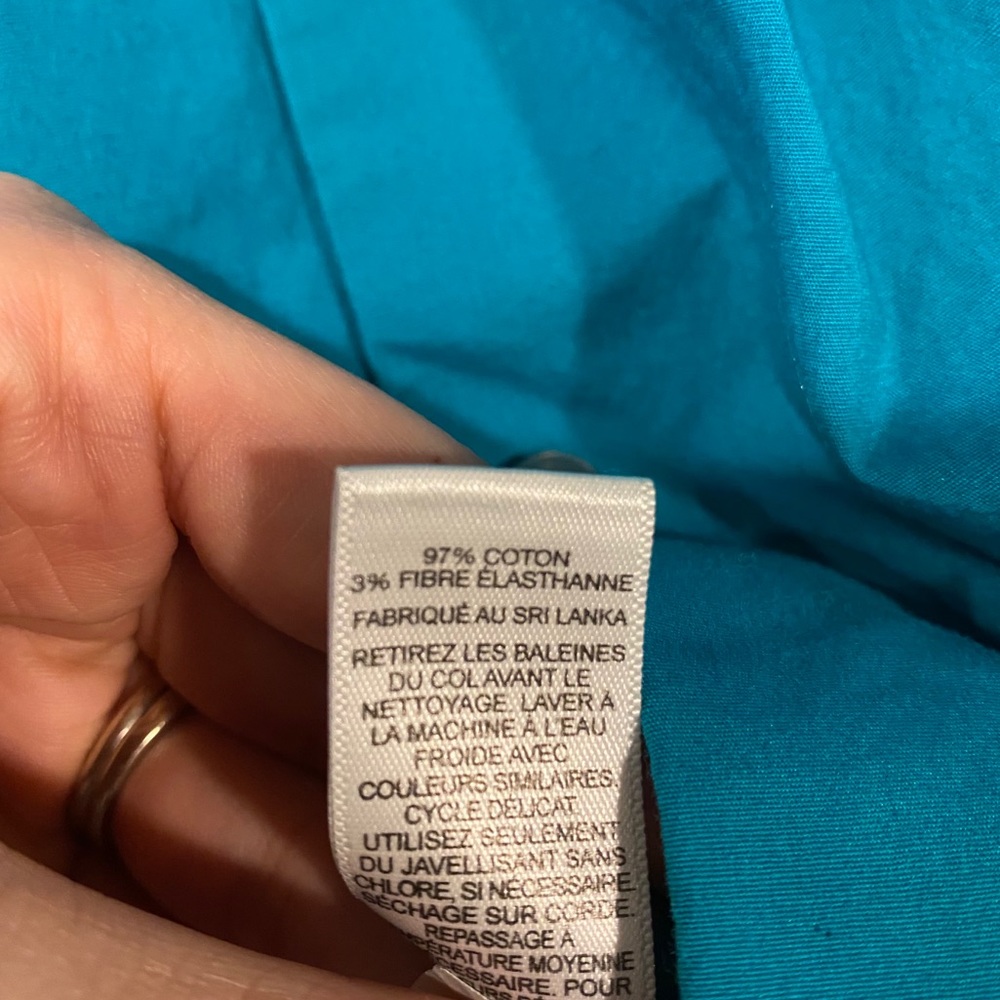 97% COTON
3% FIBRE ÉLASTHANNE
FABRIQUÉ AU SRI LANKA
RETIREZ LES BALEINES
DU COL AVANT LE
NETTOYAGE. LAVER À
LA MACHINE À L'EAU
FROIDE AVEC
COULEURS SIMILAIRES.
CYCLE DÉLICAT.
UTILISEZ SEULEMENT
DU JAVELLISANT SANS
CHLORE, SI NÉCESSAIRE.
SÉCHAGE SUR CORDE.
REPASSAGE A
MOYENNE
POUR